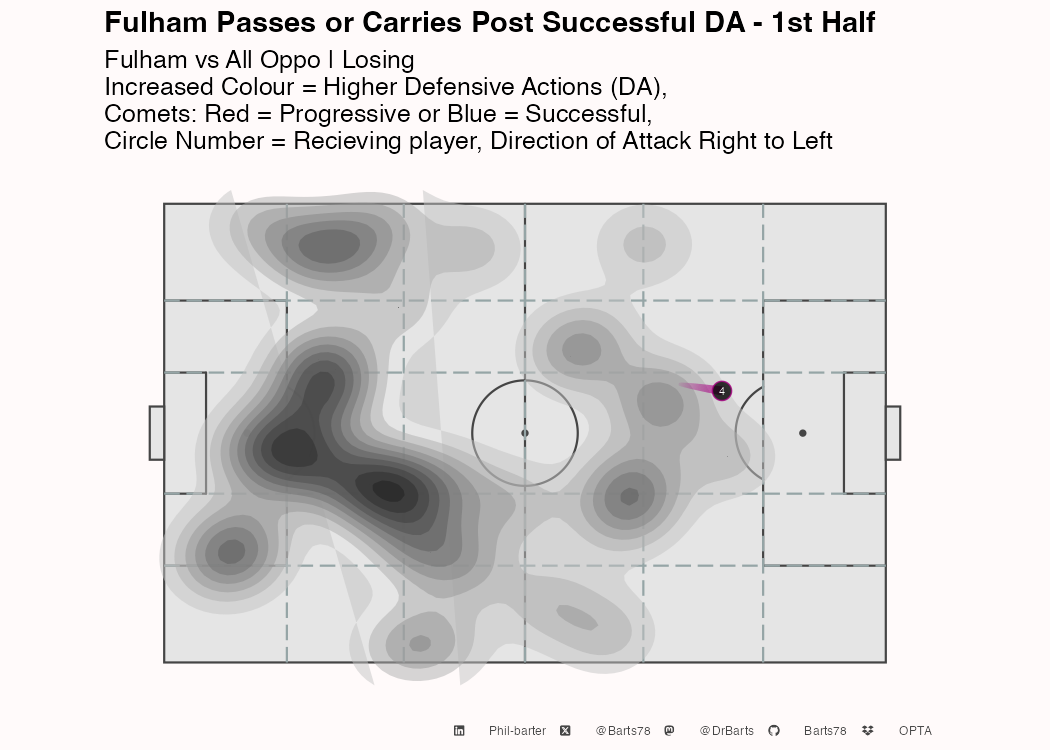 Fulham Passes or Carries Post Successful DA - 1st Half
Fulham vs All Oppo | Losing
Increased Colour = Higher Defensive Actions (DA),
Comets: Red = Progressive or Blue = Successful,
Circle Number = Recieving player, Direction of Attack Right to Left
4
Phil-barter @Barts78 @DrBarts Barts78 OPTA